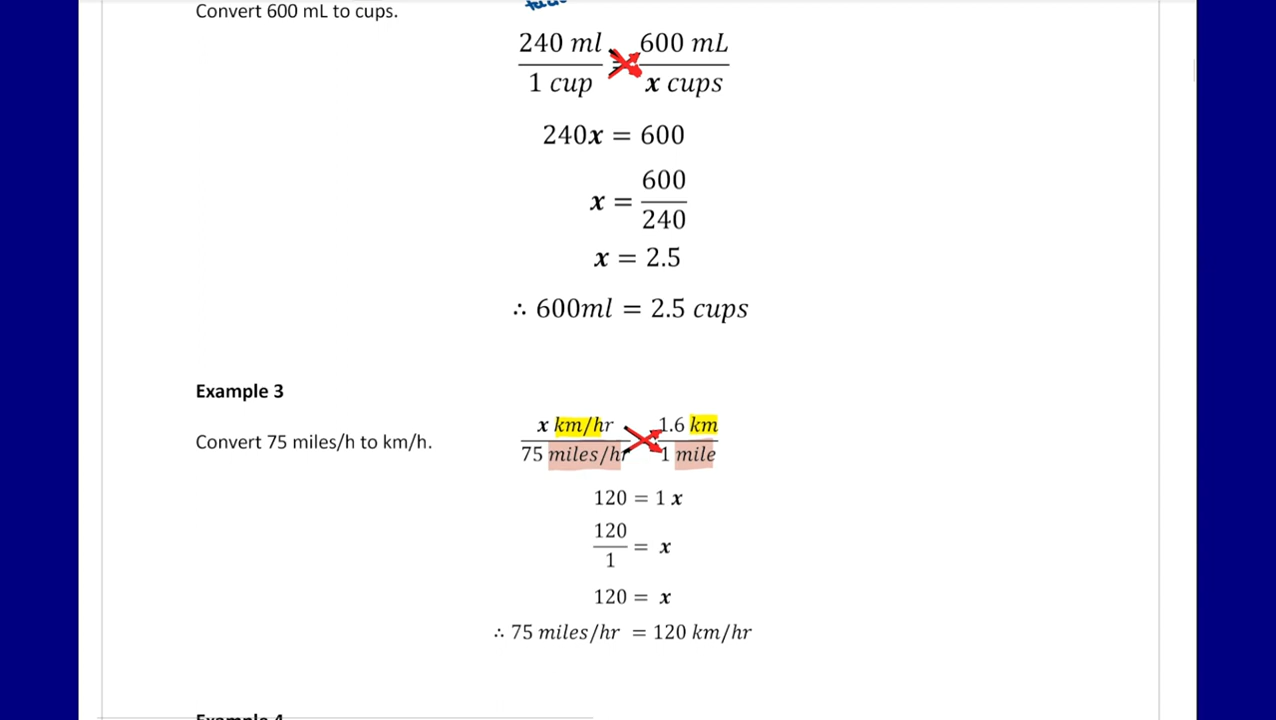 Convert 600 mL to cups.
240 ml = 600 mL
1 cup x cups
240x = 600
x = 600
240
x = 2.5
∴ 600ml = 2.5 cups
Example 3
Convert 75 miles/h to km/h.
x km/hr 1.6 km
75 miles/hr 1 mile
120 = 1 x
120
1 = x
120 = x
∴ 75 miles/hr = 120 km/hr